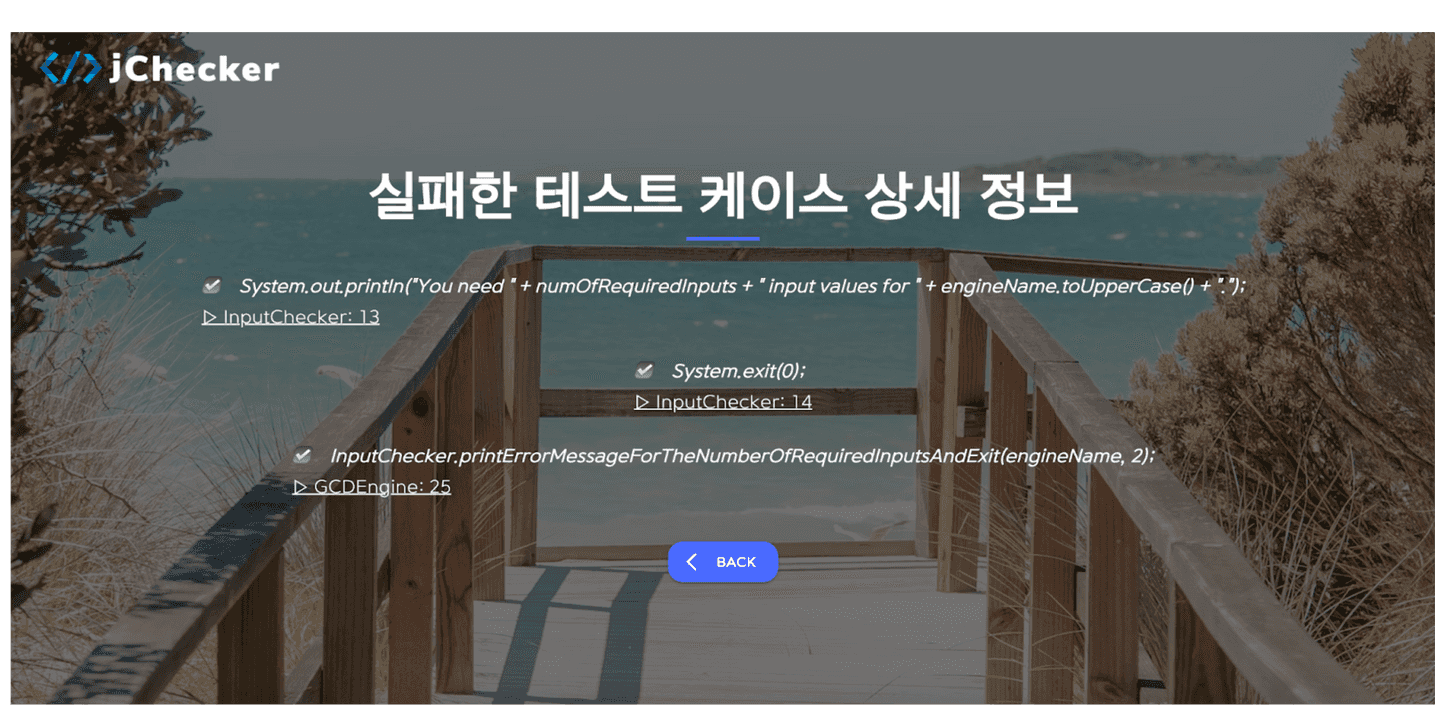 </> jChecker
실패한 테스트 케이스 상세 정보
System.out.println("You need " + numOfRequiredInputs + " input values for " + engineName.toUpperCase() + ".");
▷ InputChecker: 13
System.exit(0);
▷ InputChecker: 14
InputChecker.printErrorMessageForTheNumberOfRequiredInputsAndExit(engineName, 2);
▷ GCDEngine: 25
BACK